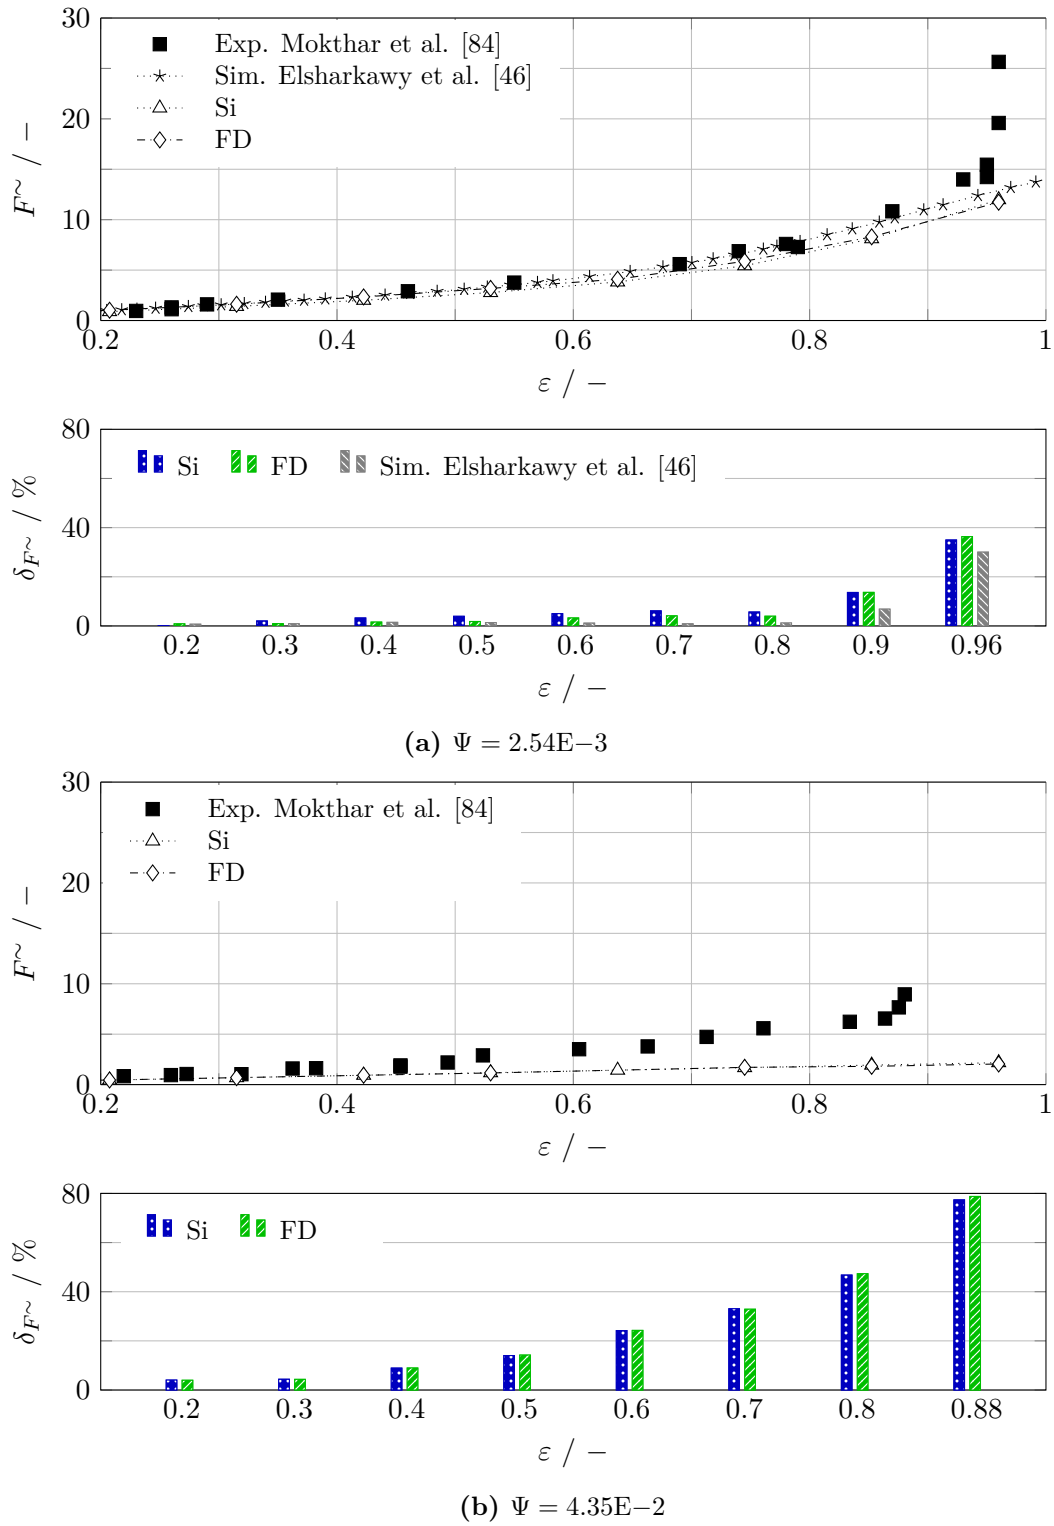 30
20
10
0
F~ / −
Exp. Mokthar et al. [84]
Sim. Elsharkawy et al. [46]
Si
FD
0.2 0.4 0.6 0.8 1
ε / −
80
40
0
δF~ / %
Si FD Sim. Elsharkawy et al. [46]
0.2 0.3 0.4 0.5 0.6 0.7 0.8 0.9 0.96
ε / −
(a) Ψ = 2.54E−3
30
20
10
0
F~ / −
Exp. Mokthar et al. [84]
Si
FD
0.2 0.4 0.6 0.8 1
ε / −
80
40
0
δF~ / %
Si FD
0.2 0.3 0.4 0.5 0.6 0.7 0.8 0.88
ε / −
(b) Ψ = 4.35E−2